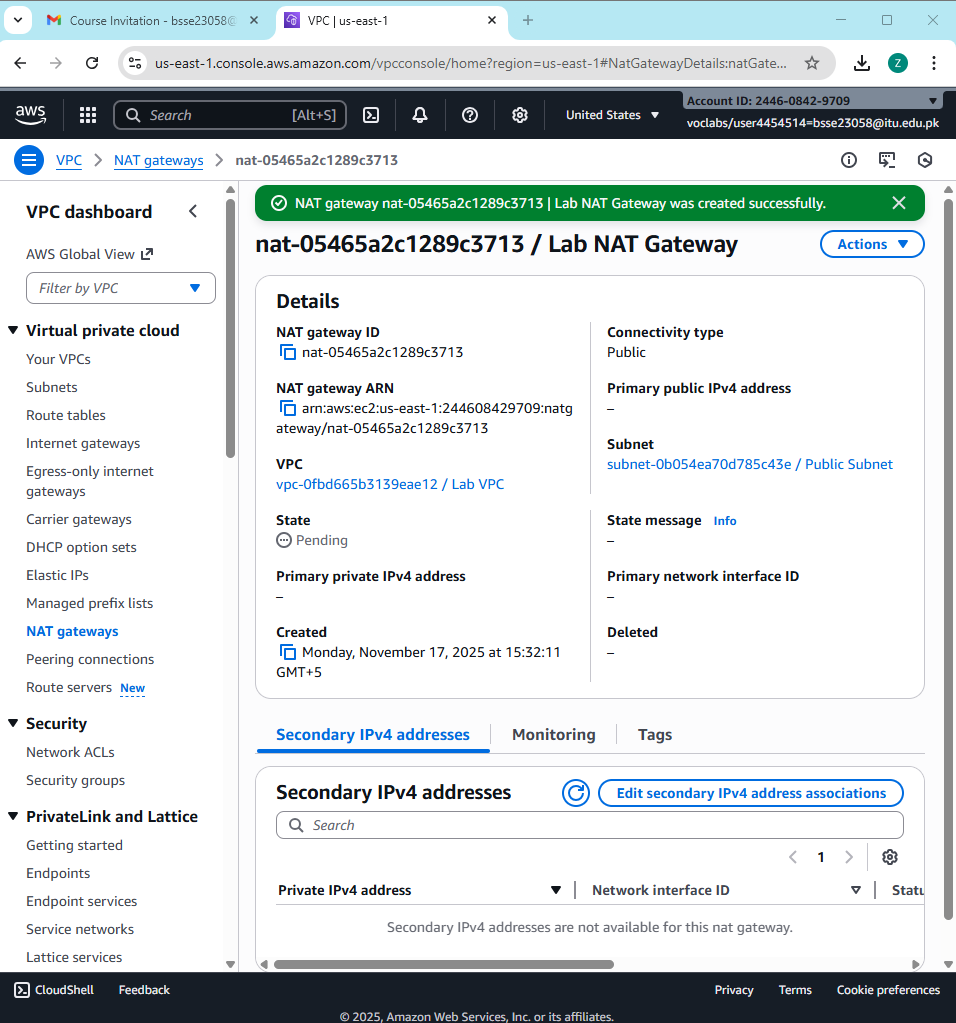 Course Invitation - bsse23058@
VPC | us-east-1
us-east-1.console.aws.amazon.com/vpcconsole/home?region=us-east-1#NatGatewayDetails:natGate...
Z
aws
Search [Alt+S]
United States
Account ID: 2446-0842-9709
voclabs/user4454514=bsse23058@itu.edu.pk
VPC
NAT gateways
nat-05465a2c1289c3713
VPC dashboard
AWS Global View
Filter by VPC
Virtual private cloud
Your VPCs
Subnets
Route tables
Internet gateways
Egress-only internet
gateways
Carrier gateways
DHCP option sets
Elastic IPs
Managed prefix lists
NAT gateways
Peering connections
Route servers New
Security
Network ACLs
Security groups
PrivateLink and Lattice
Getting started
Endpoints
Endpoint services
Service networks
Lattice services
NAT gateway nat-05465a2c1289c3713 | Lab NAT Gateway was created successfully.
nat-05465a2c1289c3713 / Lab NAT Gateway
Actions
Details
NAT gateway ID
nat-05465a2c1289c3713
Connectivity type
Public
NAT gateway ARN
arn:aws:ec2:us-east-1:244608429709:natg
ateway/nat-05465a2c1289c3713
Primary public IPv4 address
–
VPC
vpc-0fbd665b3139eae12 / Lab VPC
Subnet
subnet-0b054ea70d785c43e / Public Subnet
State
Pending
State message Info
–
Primary private IPv4 address
–
Primary network interface ID
–
Created
Monday, November 17, 2025 at 15:32:11
GMT+5
Deleted
–
Secondary IPv4 addresses
Monitoring
Tags
Secondary IPv4 addresses
Edit secondary IPv4 address associations
Search
1
Private IPv4 address
Network interface ID
Statu
Secondary IPv4 addresses are not available for this nat gateway.
CloudShell
Feedback
Privacy
Terms
Cookie preferences
© 2025, Amazon Web Services, Inc. or its affiliates.